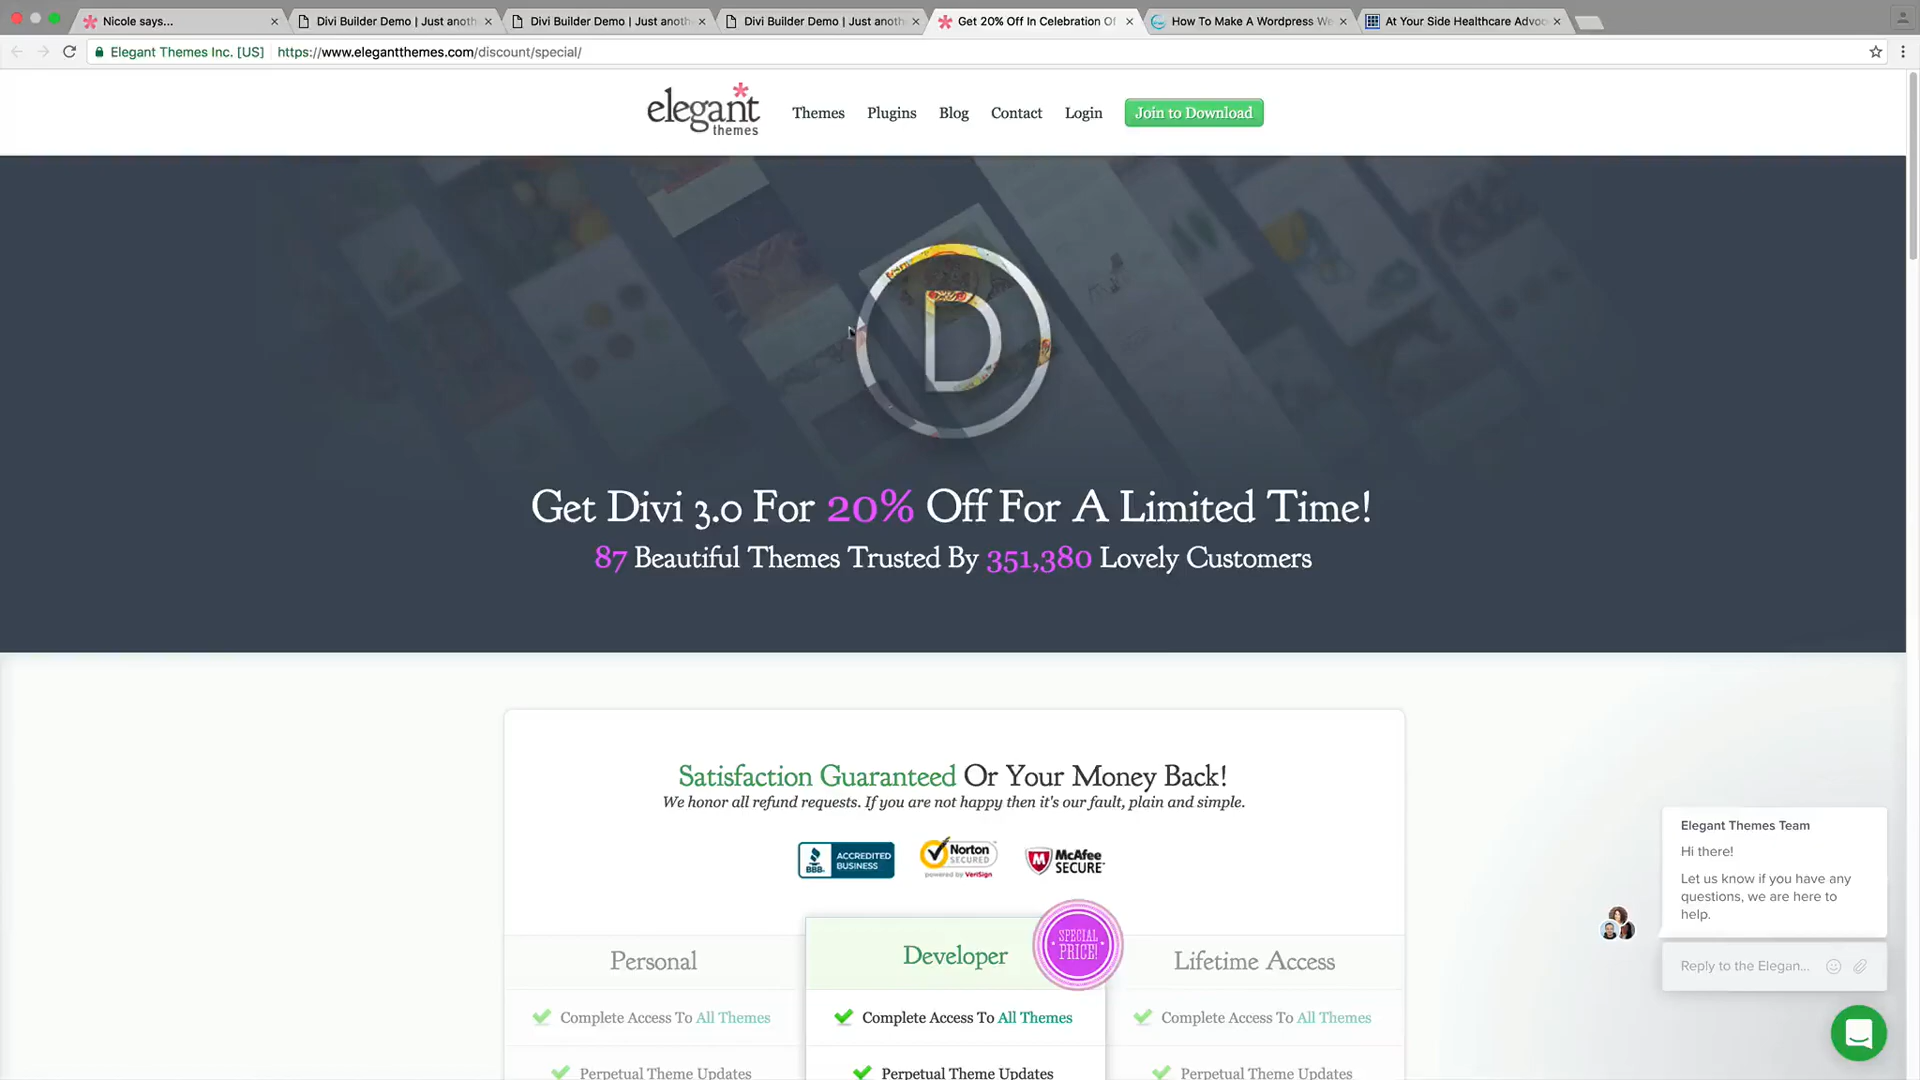 Nicole says...
Divi Builder Demo | Just anoth
Divi Builder Demo | Just anoth
Divi Builder Demo | Just anoth
Get 20% Off In Celebration Of
How To Make A Wordpress We
At Your Side Healthcare Advoc
Elegant Themes Inc. [US]
https://www.elegantthemes.com/discount/special/
elegant
themes
Themes
Plugins
Blog
Contact
Login
Join to Download
D
Get Divi 3.0 For 20% Off For A Limited Time!
87 Beautiful Themes Trusted By 351,380 Lovely Customers
Satisfaction Guaranteed Or Your Money Back!
We honor all refund requests. If you are not happy then it's our fault, plain and simple.
BBB.
ACCREDITED
BUSINESS
Norton
SECURED
powered by VeriSign
McAfee
SECURE
Personal
Developer
SPECIAL
PRICE!
Lifetime Access
Complete Access To All Themes
Complete Access To All Themes
Complete Access To All Themes
Perpetual Theme Updates
Perpetual Theme Updates
Perpetual Theme Updates
Elegant Themes Team
Hi there!
Let us know if you have any
questions, we are here to
help.
Reply to the Elegan...